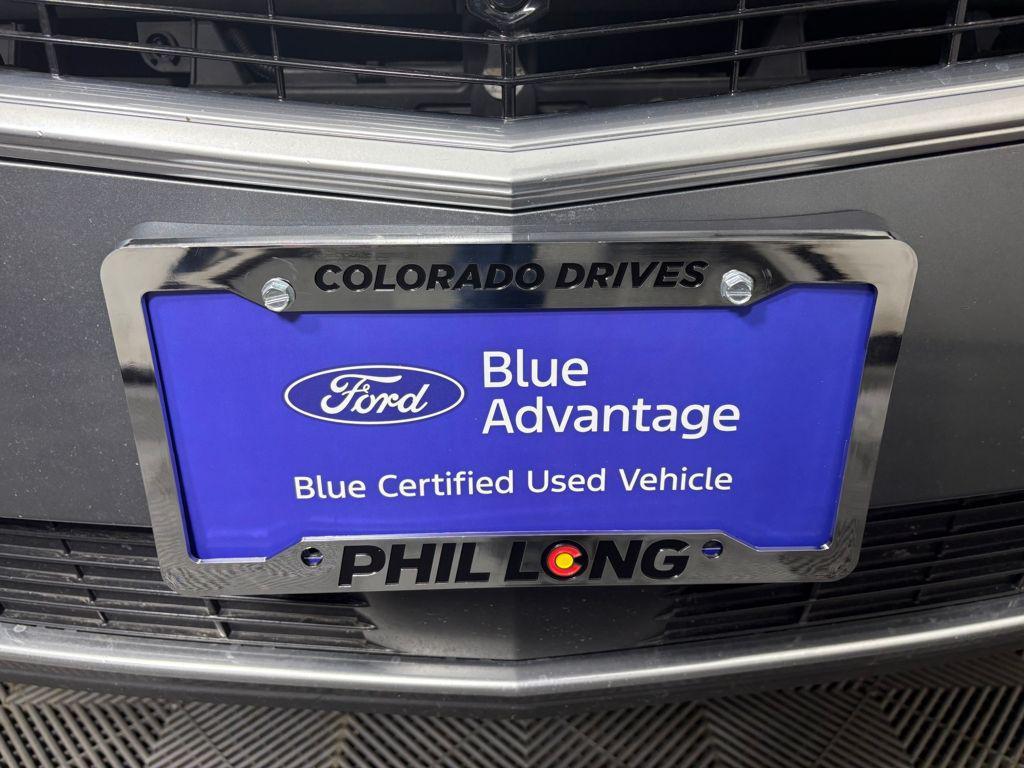 COLORADO DRIVES
Ford
Blue
Advantage
Blue Certified Used Vehicle
PHIL LONG